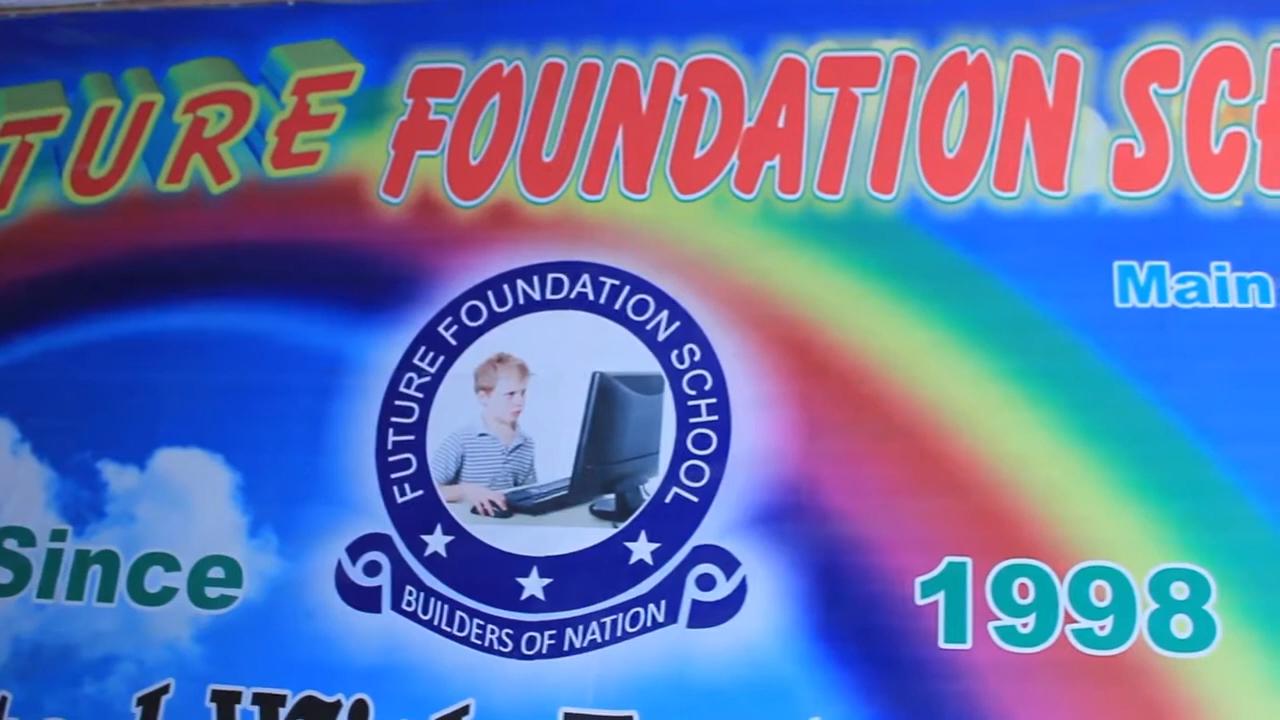 TURE FOUNDATION SC
Main
FUTURE FOUNDATION SCHOOL
Since 1998
BUILDERS OF NATION